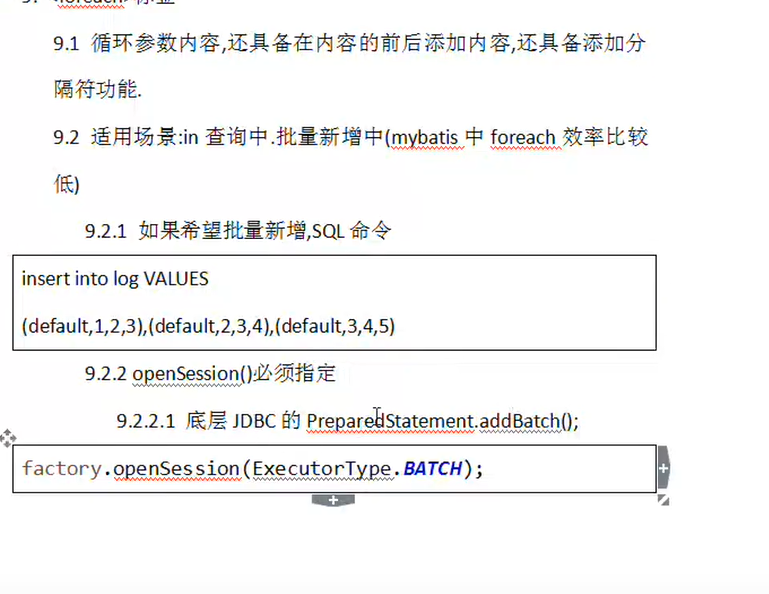 9. <foreach>标签
9.1 循环参数内容,还具备在内容的前后添加内容,还具备添加分
隔符功能.
9.2 适用场景:in 查询中.批量新增中(mybatis 中 foreach 效率比较
低)
9.2.1 如果希望批量新增,SQL 命令
insert into log VALUES
(default,1,2,3),(default,2,3,4),(default,3,4,5)
9.2.2 openSession()必须指定
9.2.2.1 底层 JDBC 的 PreparedStatement.addBatch();
factory.openSession(ExecutorType.BATCH);